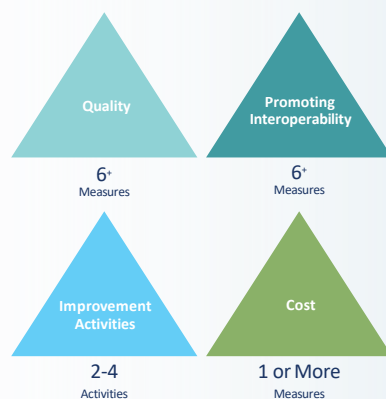 Quality
Promoting
Interoperability
6+
Measures
6+
Measures
Improvement
Activities
Cost
2-4
Activities
1 or More
Measures